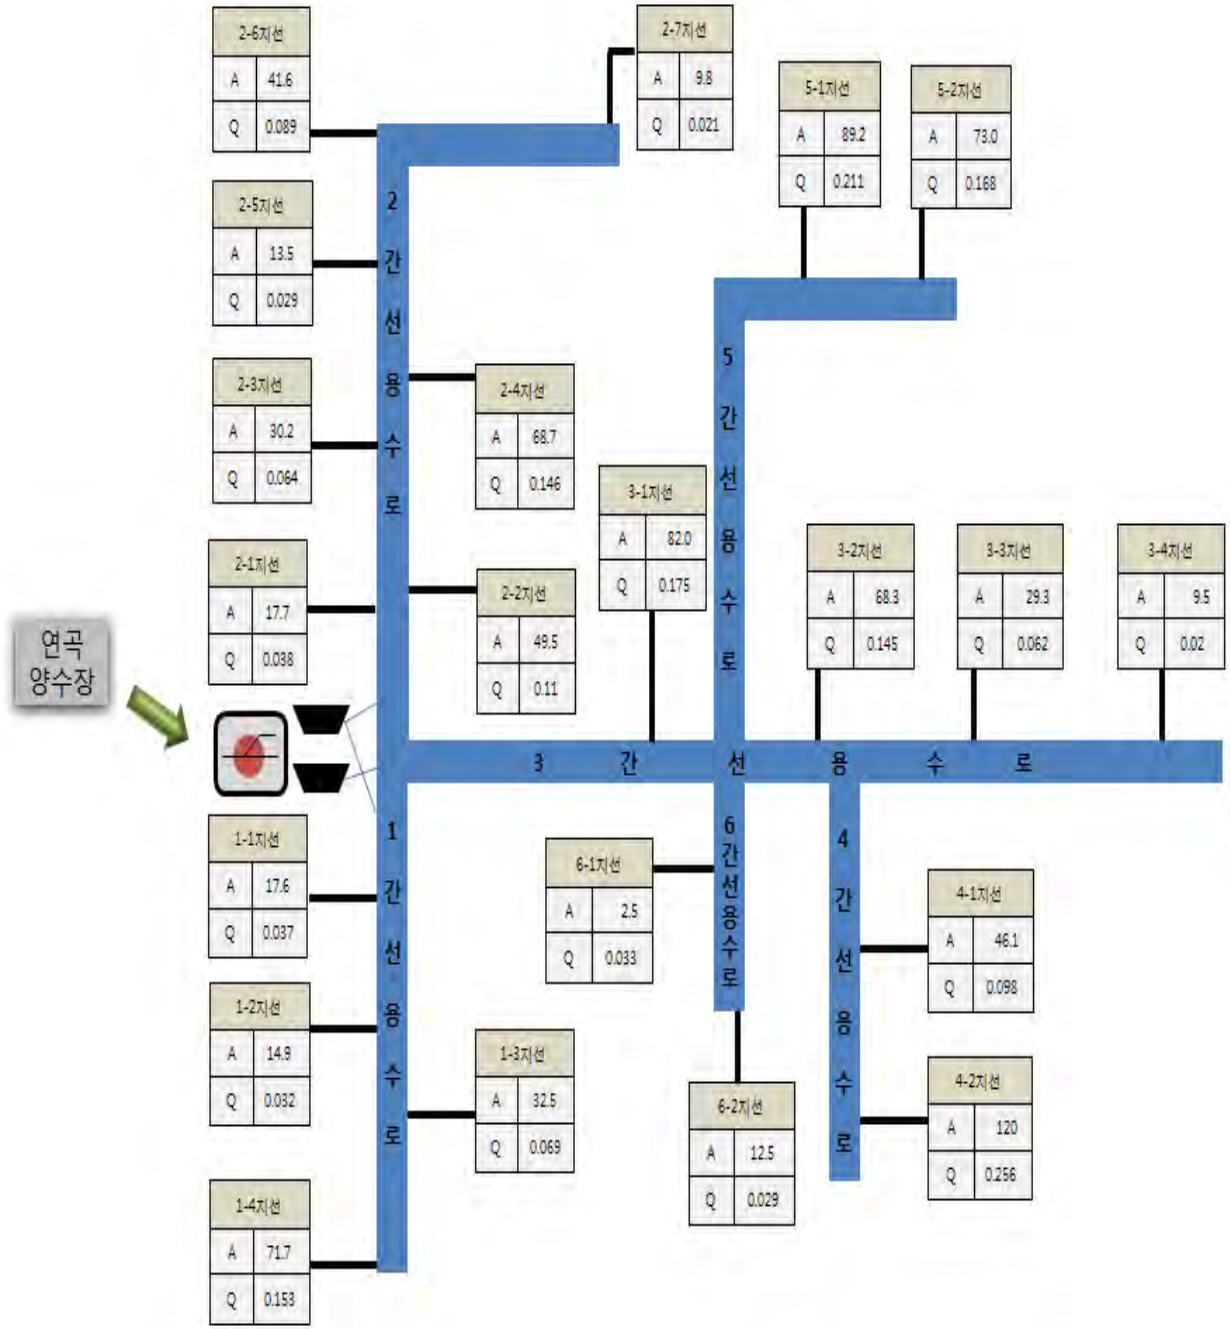 2-6지선
A 41.6
Q 0.089
2-7지선
A 9.8
Q 0.021
5-1지선
A 89.2
Q 0.211
5-2지선
A 73.0
Q 0.168
2-5지선
A 13.5
Q 0.029
2-3지선
A 30.2
Q 0.064
2-4지선
A 68.7
Q 0.146
2간선용수로
3-1지선
A 82.0
Q 0.175
5간선용수로
3-2지선
A 68.3
Q 0.145
3-3지선
A 29.3
Q 0.062
3-4지선
A 9.5
Q 0.02
2-1지선
A 17.7
Q 0.038
2-2지선
A 49.5
Q 0.11
연곡
양수장
3간선용수로
1-1지선
A 17.6
Q 0.037
1간선용수로
6간선용수로
4간선용수로
6-1지선
A 2.5
Q 0.033
4-1지선
A 46.1
Q 0.098
1-2지선
A 14.9
Q 0.032
1-3지선
A 32.5
Q 0.069
6-2지선
A 12.5
Q 0.029
4-2지선
A 120
Q 0.256
1-4지선
A 71.7
Q 0.153